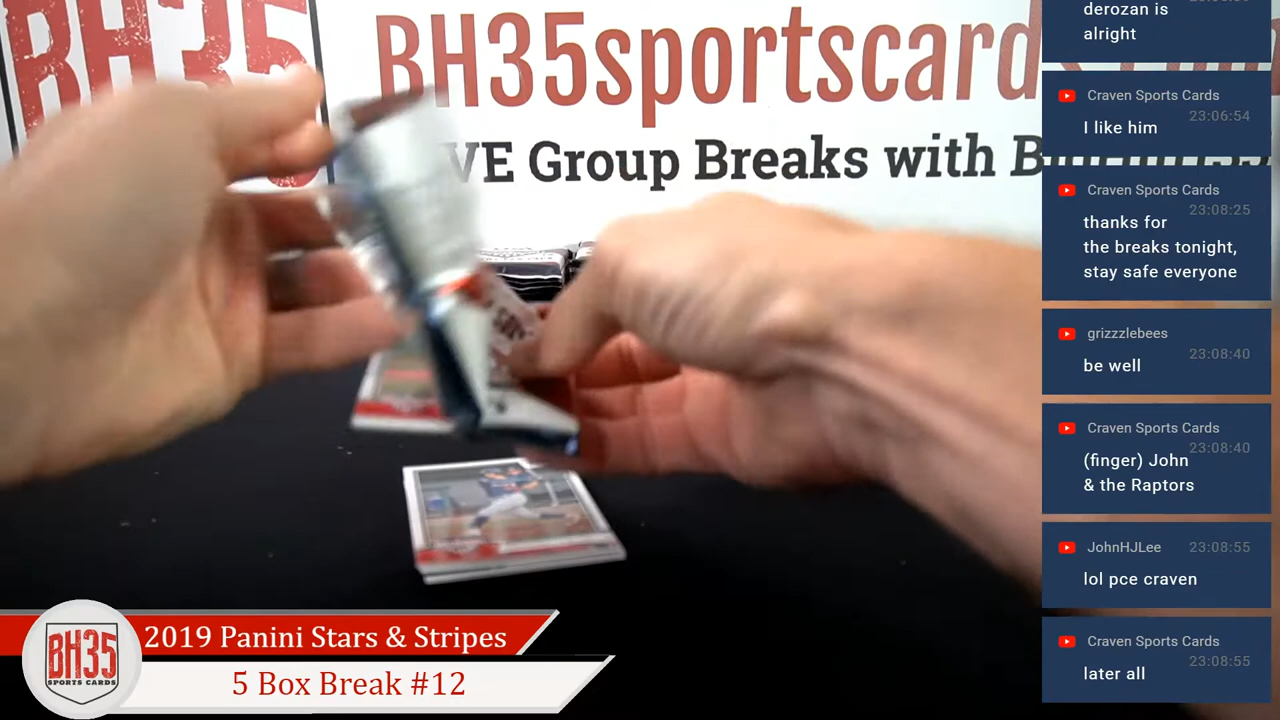 BH35
BH35sportscard
VE Group Breaks with B
derozan is
alright
Craven Sports Cards
23:06:54
I like him
Craven Sports Cards
23:08:25
thanks for
the breaks tonight,
stay safe everyone
grizzzlebees
23:08:40
be well
Craven Sports Cards
23:08:40
(finger) John
& the Raptors
JohnHJLee
23:08:55
lol pce craven
Craven Sports Cards
23:08:55
later all
2019 Panini Stars & Stripes
5 Box Break #12
BH35
SPORTS CARDS